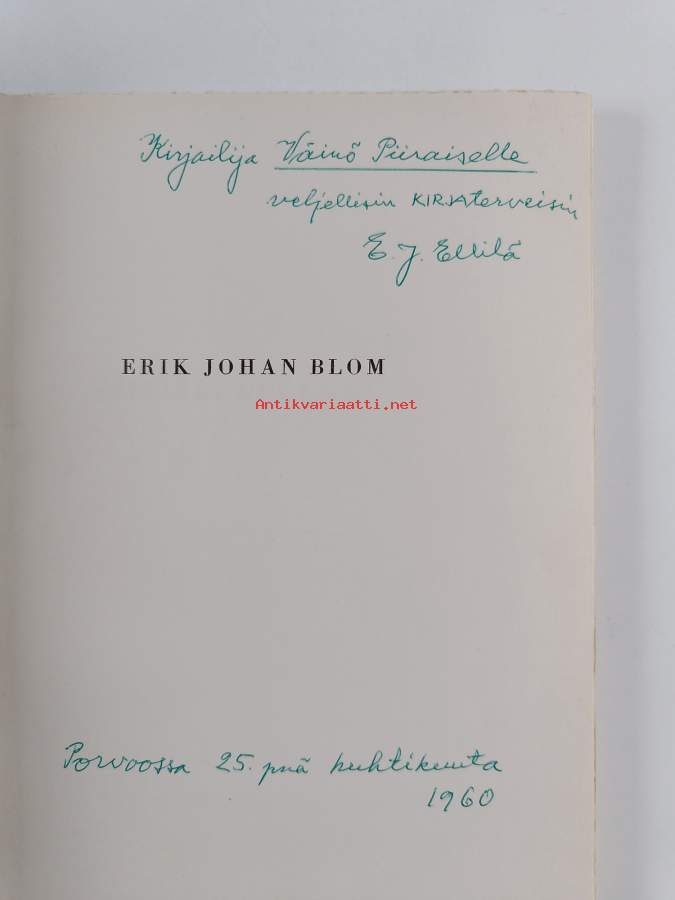 Kirjailija Väinö Piiraiselle
veljellisin KIRJAterveisin
E. J. Ellilä
ERIK JOHAN BLOM
Antikvariaatti.net
Porvoossa 25. pnä huhtikuuta
1960